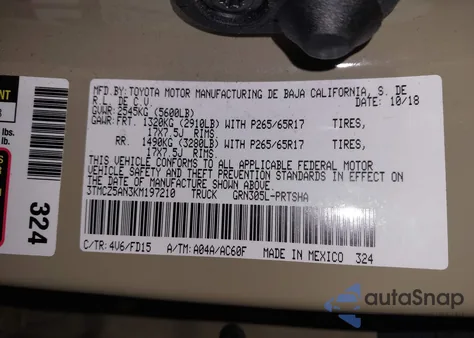 MFD.BY:TOYOTA MOTOR MANUFACTURING DE BAJA CALIFORNIA, S. DE
R.L. DE C.V. DATE: 10/18
GVWR:2545KG (5600LB)
GAWR:FRT. 1320KG (2910LB) WITH P265/65R17 TIRES,
17X7.5J RIMS.
RR. 1490KG (3280LB) WITH P265/65R17 TIRES,
17X7.5J RIMS.
THIS VEHICLE CONFORMS TO ALL APPLICABLE FEDERAL MOTOR
VEHICLE SAFETY AND THEFT PREVENTION STANDARDS IN EFFECT ON
THE DATE OF MANUFACTURE SHOWN ABOVE.
3TMCZ5AN3KM197210 TRUCK GRN305L-PRTSHA
C/TR: 4V6/FD15 A/TM: A04A/AC60F MADE IN MEXICO 324
324
lbs.
lb.
autoSnap